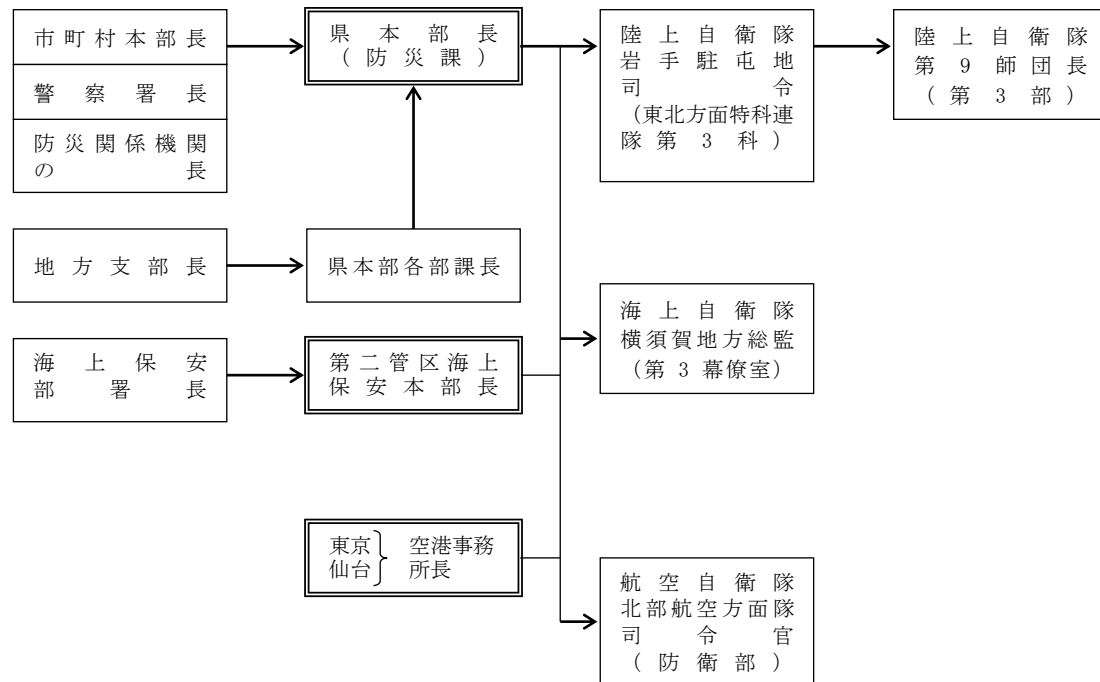 市町村本部長
警察署長
防災関係機関
の長
県本部長
(防災課)
陸上自衛隊
岩手駐屯地
司令
(東北方面特科連
隊第3科)
陸上自衛隊
第9師団長
(第3部)
地方支部長
県本部各部課長
海上保安
部署長
第二管区海上
保安本部長
海上自衛隊
横須賀地方総監
(第3幕僚室)
東京
仙台
空港事務
所長
航空自衛隊
北部航空方面隊
司令官
(防衛部)